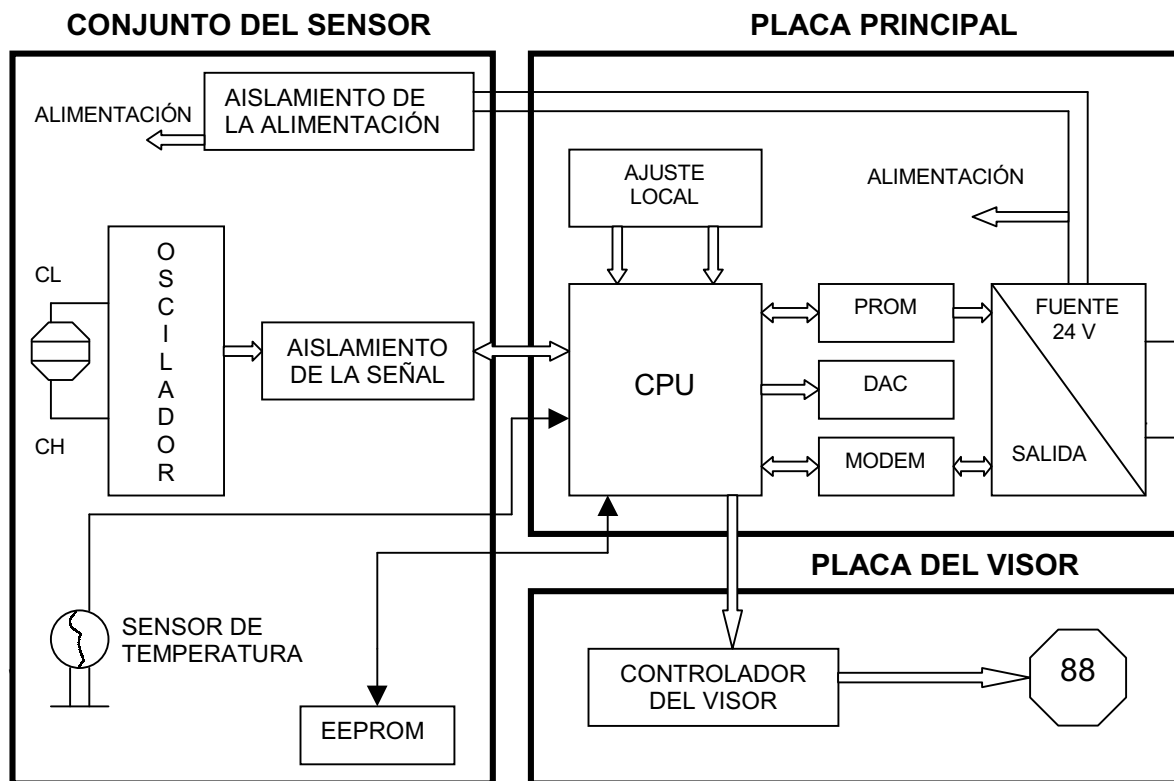 CONJUNTO DEL SENSOR
PLACA PRINCIPAL
ALIMENTACIÓN
AISLAMIENTO DE
LA ALIMENTACIÓN
AJUSTE
LOCAL
ALIMENTACIÓN
CL
CH
O
S
C
I
L
A
D
O
R
AISLAMIENTO
DE LA SEÑAL
CPU
PROM
DAC
MODEM
FUENTE
24 V
SALIDA
SENSOR DE
TEMPERATURA
EEPROM
PLACA DEL VISOR
CONTROLADOR
DEL VISOR
88